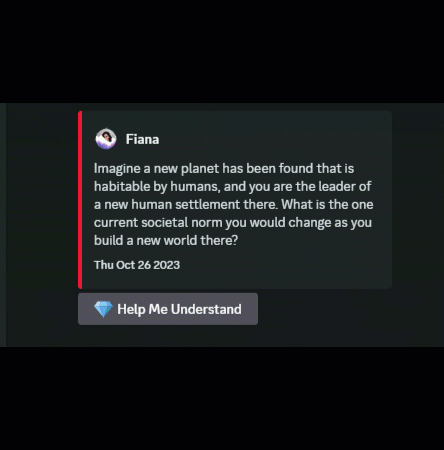 Fiana
Imagine a new planet has been found that is
habitable by humans, and you are the leader of
a new human settlement there. What is the one
current societal norm you would change as you
build a new world there?
Thu Oct 26 2023
Help Me Understand